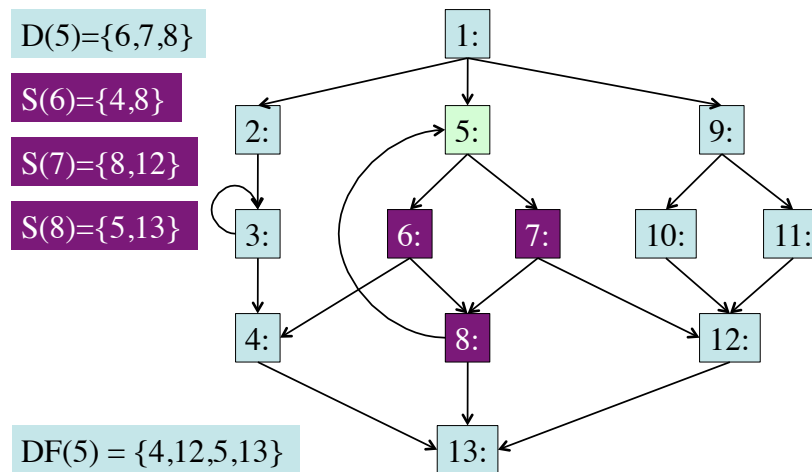 D(5)={6,7,8}
1:
S(6)={4,8}
2:
5:
9:
S(7)={8,12}
S(8)={5,13}
3:
6:
7:
10:
11:
4:
8:
12:
DF(5) = {4,12,5,13}
13: